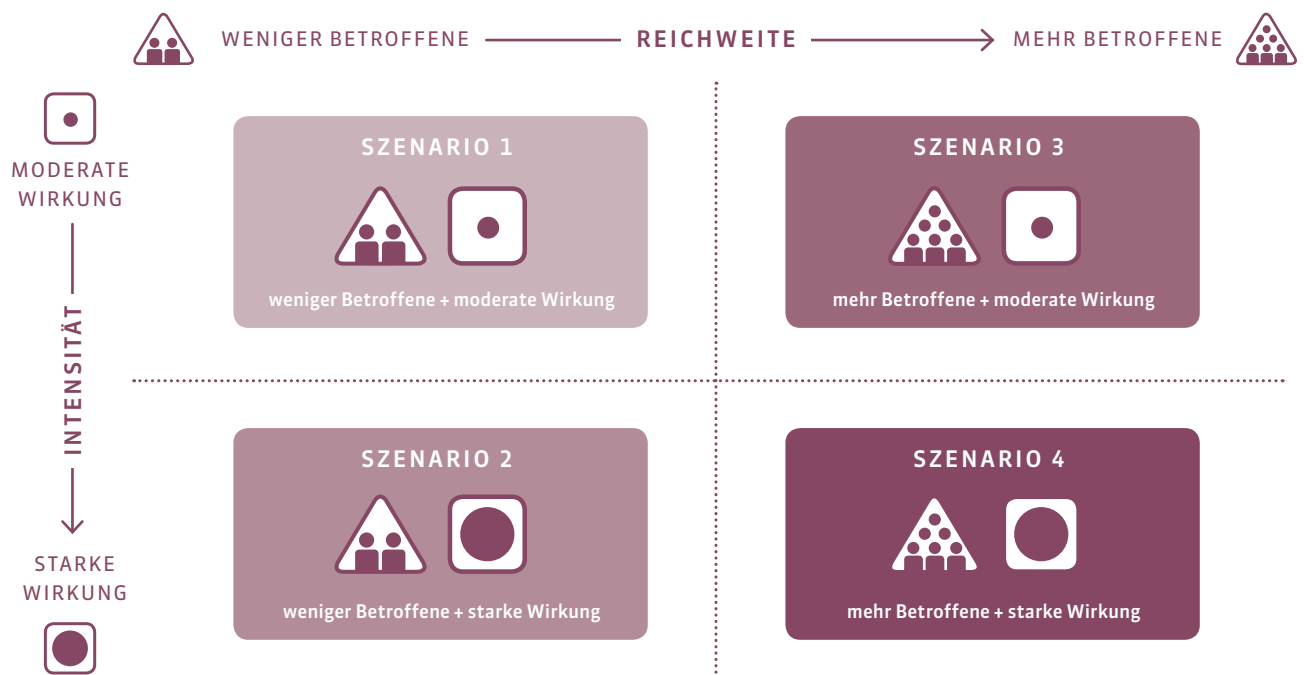 WENIGER BETROFFENE
REICHWEITE
MEHR BETROFFENE
MODERATE
WIRKUNG
INTENSITÄT
STARKE
WIRKUNG
SZENARIO 1
weniger Betroffene + moderate Wirkung
SZENARIO 3
mehr Betroffene + moderate Wirkung
SZENARIO 2
weniger Betroffene + starke Wirkung
SZENARIO 4
mehr Betroffene + starke Wirkung